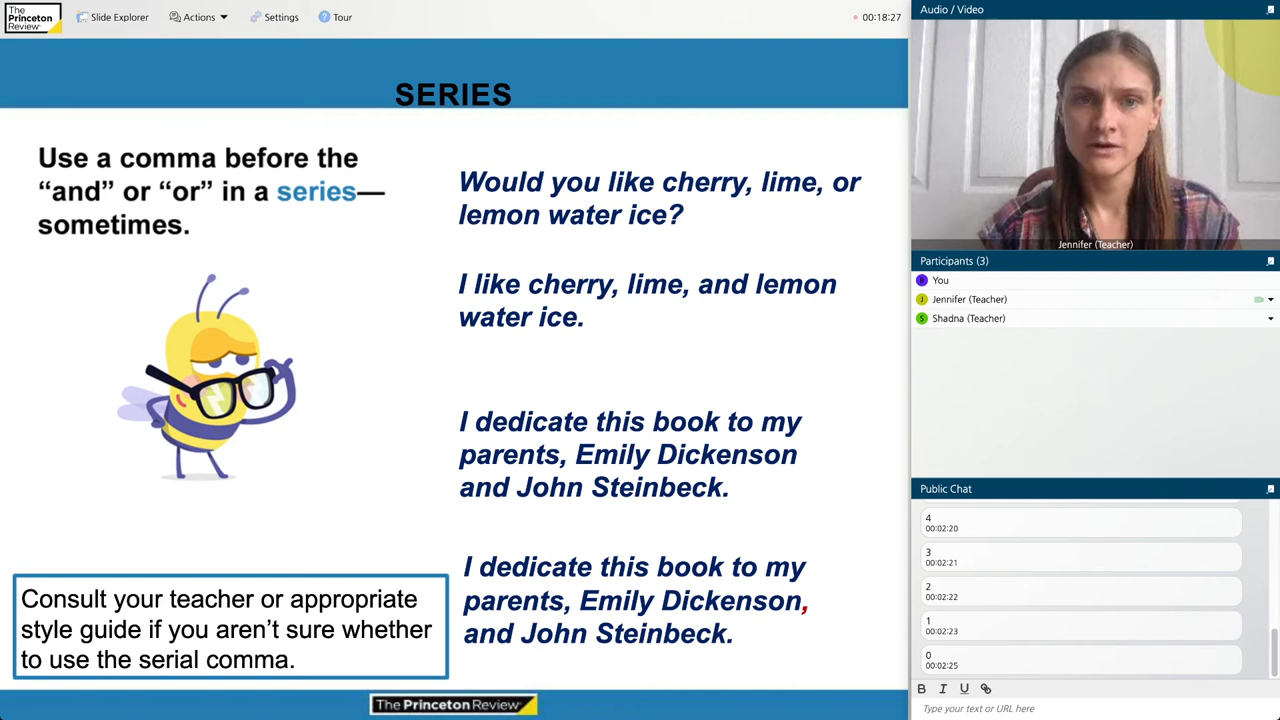 The
Princeton
Review
Slide Explorer
Actions
Settings
Tour
00:18:27
SERIES
Use a comma before the
“and” or “or” in a series—
sometimes.
Would you like cherry, lime, or
lemon water ice?
I like cherry, lime, and lemon
water ice.
I dedicate this book to my
parents, Emily Dickenson
and John Steinbeck.
I dedicate this book to my
parents, Emily Dickenson,
and John Steinbeck.
Consult your teacher or appropriate
style guide if you aren’t sure whether
to use the serial comma.
The Princeton Review
Audio / Video
Jennifer (Teacher)
Participants (3)
You
J
Jennifer (Teacher)
S
Shadna (Teacher)
Public Chat
4
00:02:20
3
00:02:21
2
00:02:22
1
00:02:23
0
00:02:25
B I U
Type your text or URL here